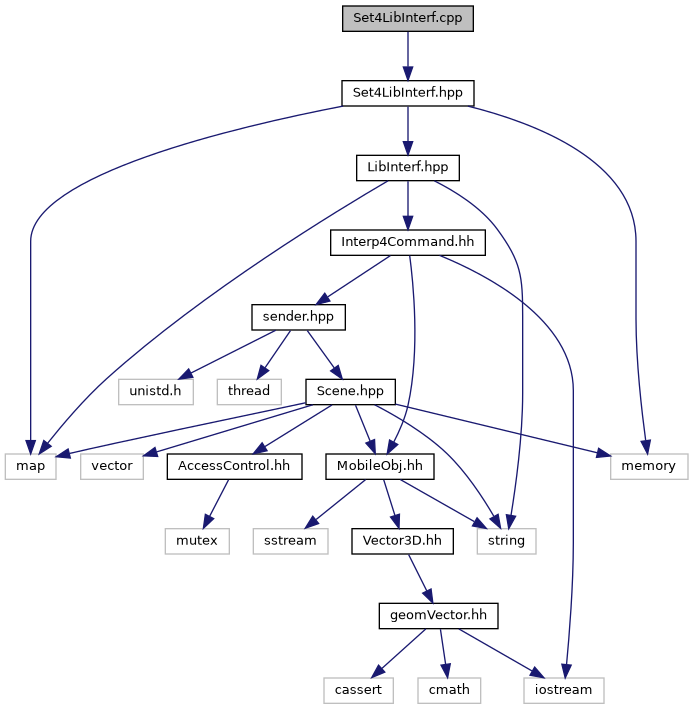 Set4LibInterf.cpp
Set4LibInterf.hpp
LibInterf.hpp
Interp4Command.hh
sender.hpp
unistd.h
thread
Scene.hpp
map
vector
AccessControl.hh
MobileObj.hh
memory
mutex
sstream
Vector3D.hh
string
geomVector.hh
cassert
cmath
iostream